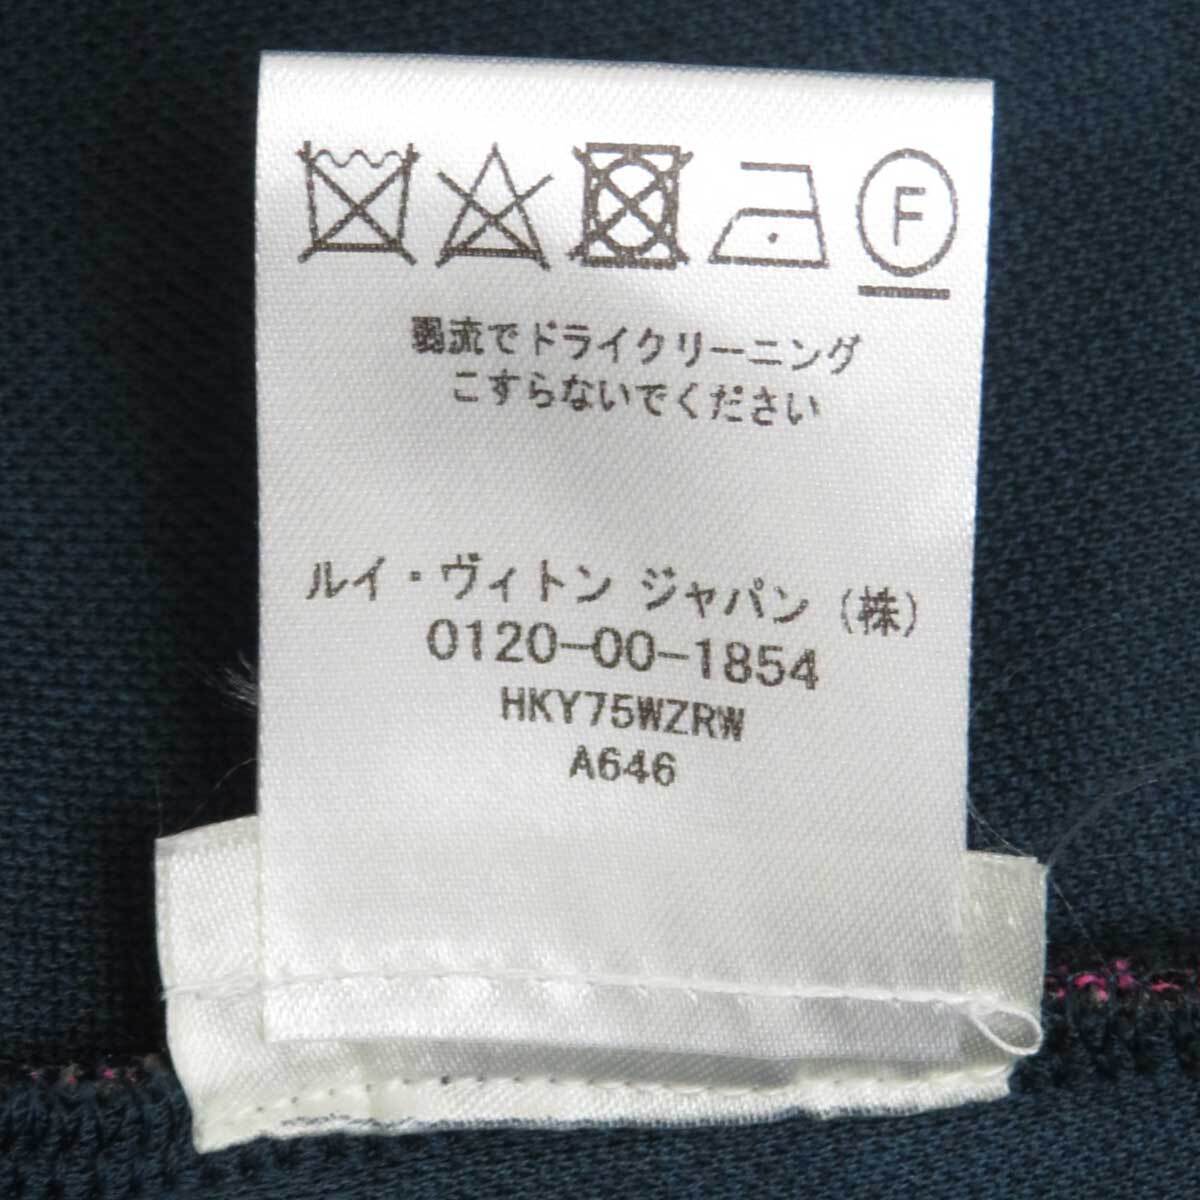 F
弱流でドライクリーニング
こすらないでください
ルイ・ヴィトン ジャパン (株)
0120-00-1854
HKY75WZRW
A646